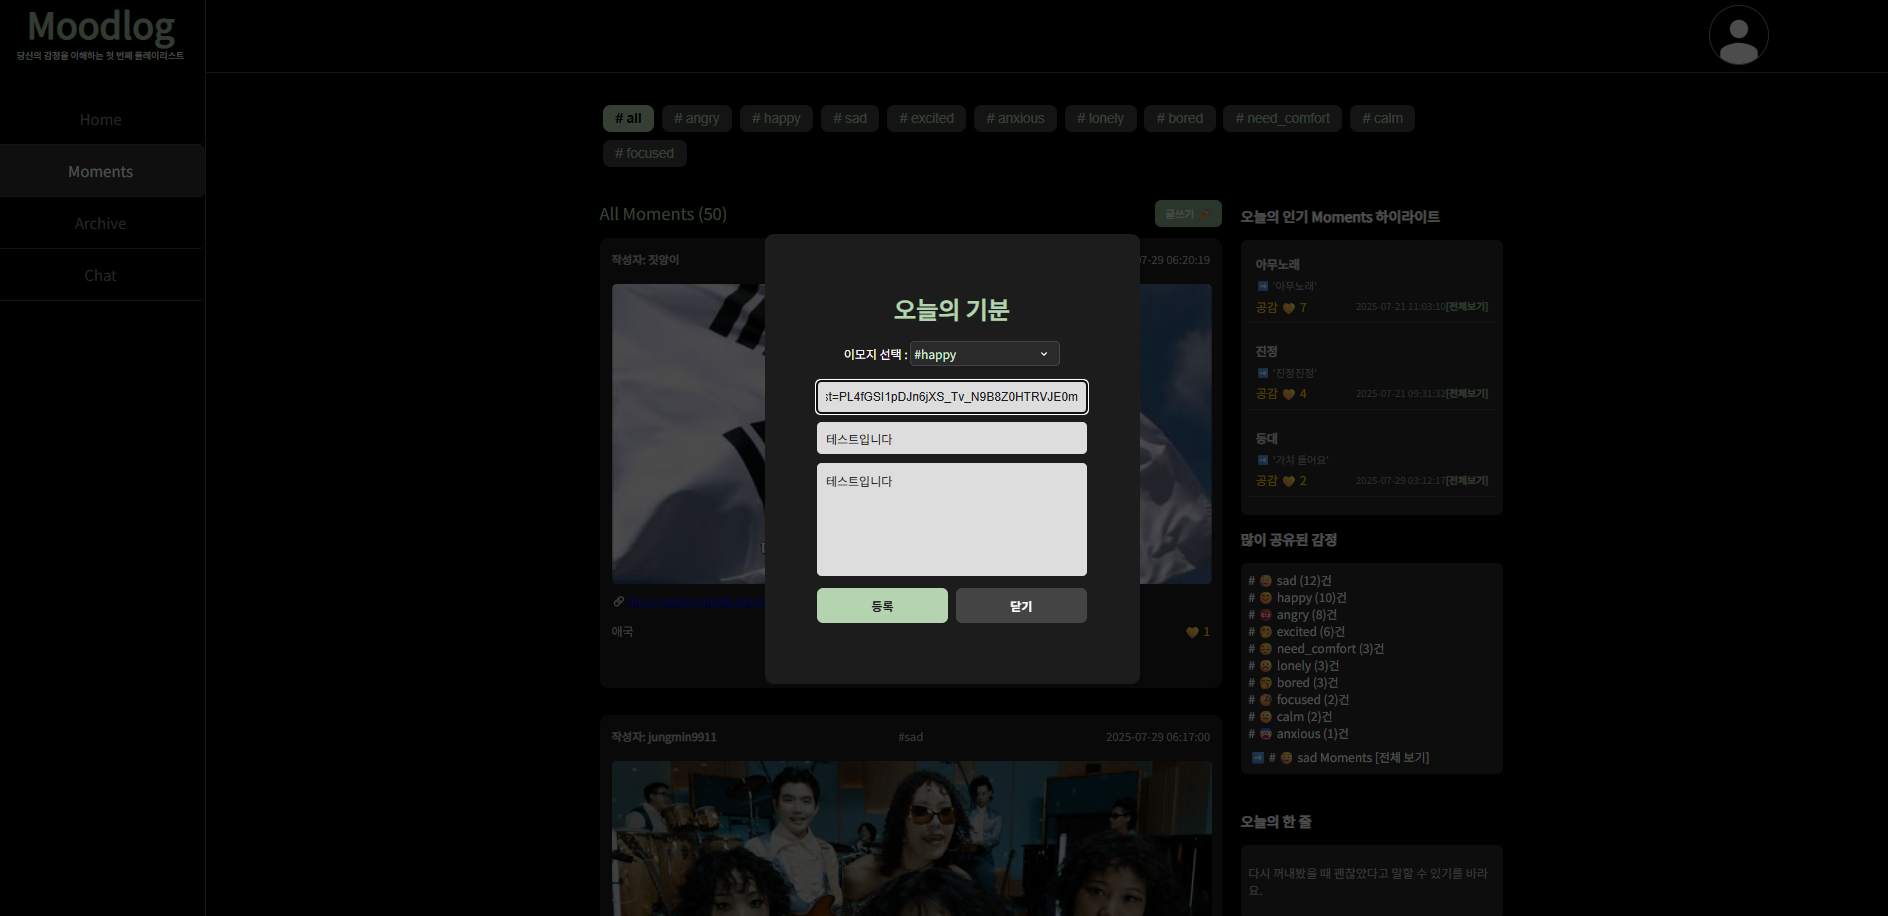 Moodlog
당신의 감정을 이해하는 첫 번째 플레이리스트
Home
Moments
Archive
Chat
# all
# angry
# happy
# sad
# excited
# anxious
# lonely
# bored
# need_comfort
# calm
# focused
All Moments (50)
글쓰기
작성자: 짓앙이
07-29 06:20:19
애국
🧡 1
오늘의 기분
이모지 선택 : #happy
st=PL4fGSI1pDJn6jXS_Tv_N9B8Z0HTRVJE0m
테스트입니다
테스트입니다
등록
닫기
작성자: jungmin9911
#sad
2025-07-29 06:17:00
오늘의 인기 Moments 하이라이트
아무노래
➡️ '아무노래'
공감 🧡 7
2025-07-21 11:03:10[전체보기]
진정
➡️ '진정진정'
공감 🧡 4
2025-07-21 09:31:32[전체보기]
등대
➡️ '가치 들어요'
공감 🧡 2
2025-07-29 03:12:17[전체보기]
많이 공유된 감정
# sad (12)건
# happy (10)건
# angry (8)건
# excited (6)건
# need_comfort (3)건
# lonely (3)건
# bored (3)건
# focused (2)건
# calm (2)건
# anxious (1)건
➡️ # sad Moments [전체 보기]
오늘의 한 줄
다시 꺼내봤을 때 괜찮았다고 말할 수 있기를 바라
요.